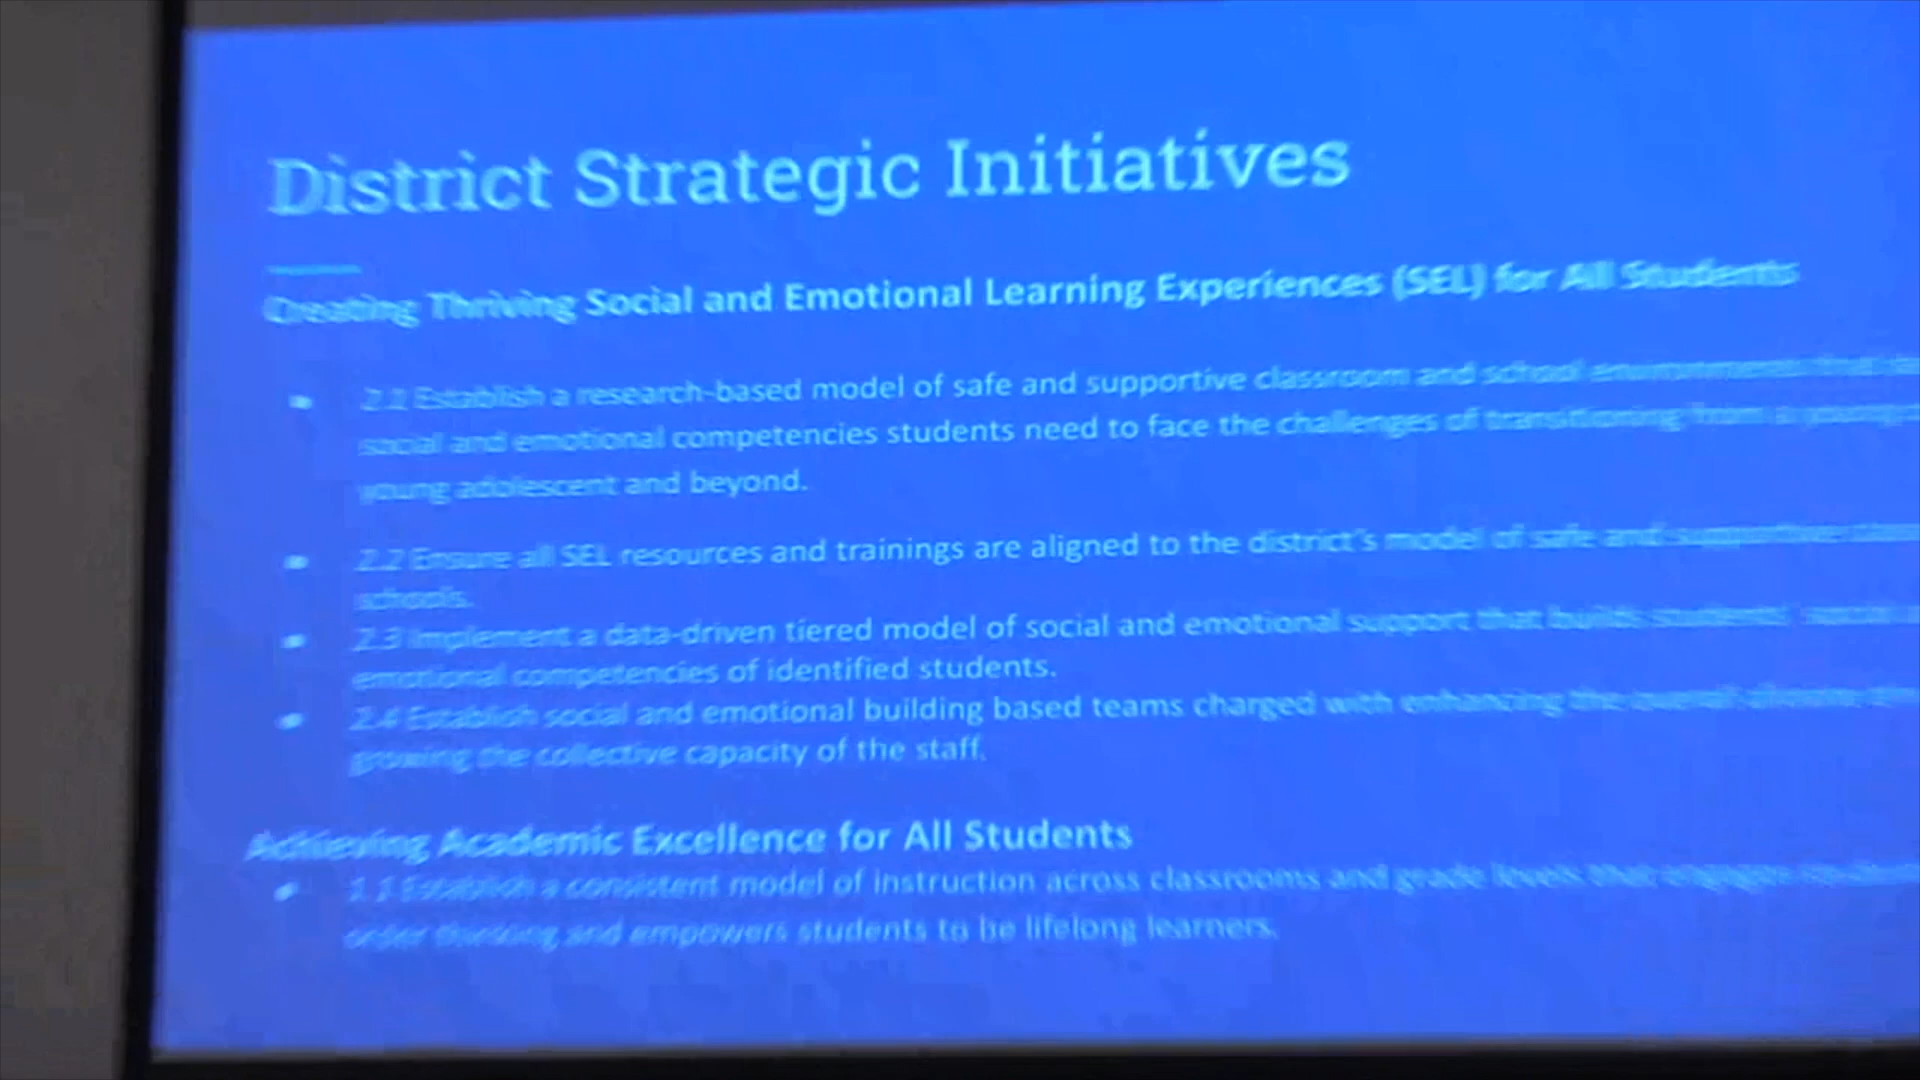 District Strategic Initiatives
Creating Thriving Social and Emotional Learning Experiences (SEL) for All Students
2.1 Establish a research-based model of safe and supportive classroom and school environments that
social and emotional competencies students need to face the challenges of transitioning from a
young adolescent and beyond.
2.2 Ensure all SEL resources and trainings are aligned to the district's model of safe and supportive
schools.
2.3 Implement a data-driven tiered model of social and emotional support that builds students'
emotional competencies of identified students.
2.4 Establish social and emotional building based teams charged with enhancing the overall climate
growing the collective capacity of the staff.
Achieving Academic Excellence for All Students
1.1 Establish a consistent model of instruction across classrooms and grade levels that
order thinking and empowers students to be lifelong learners.